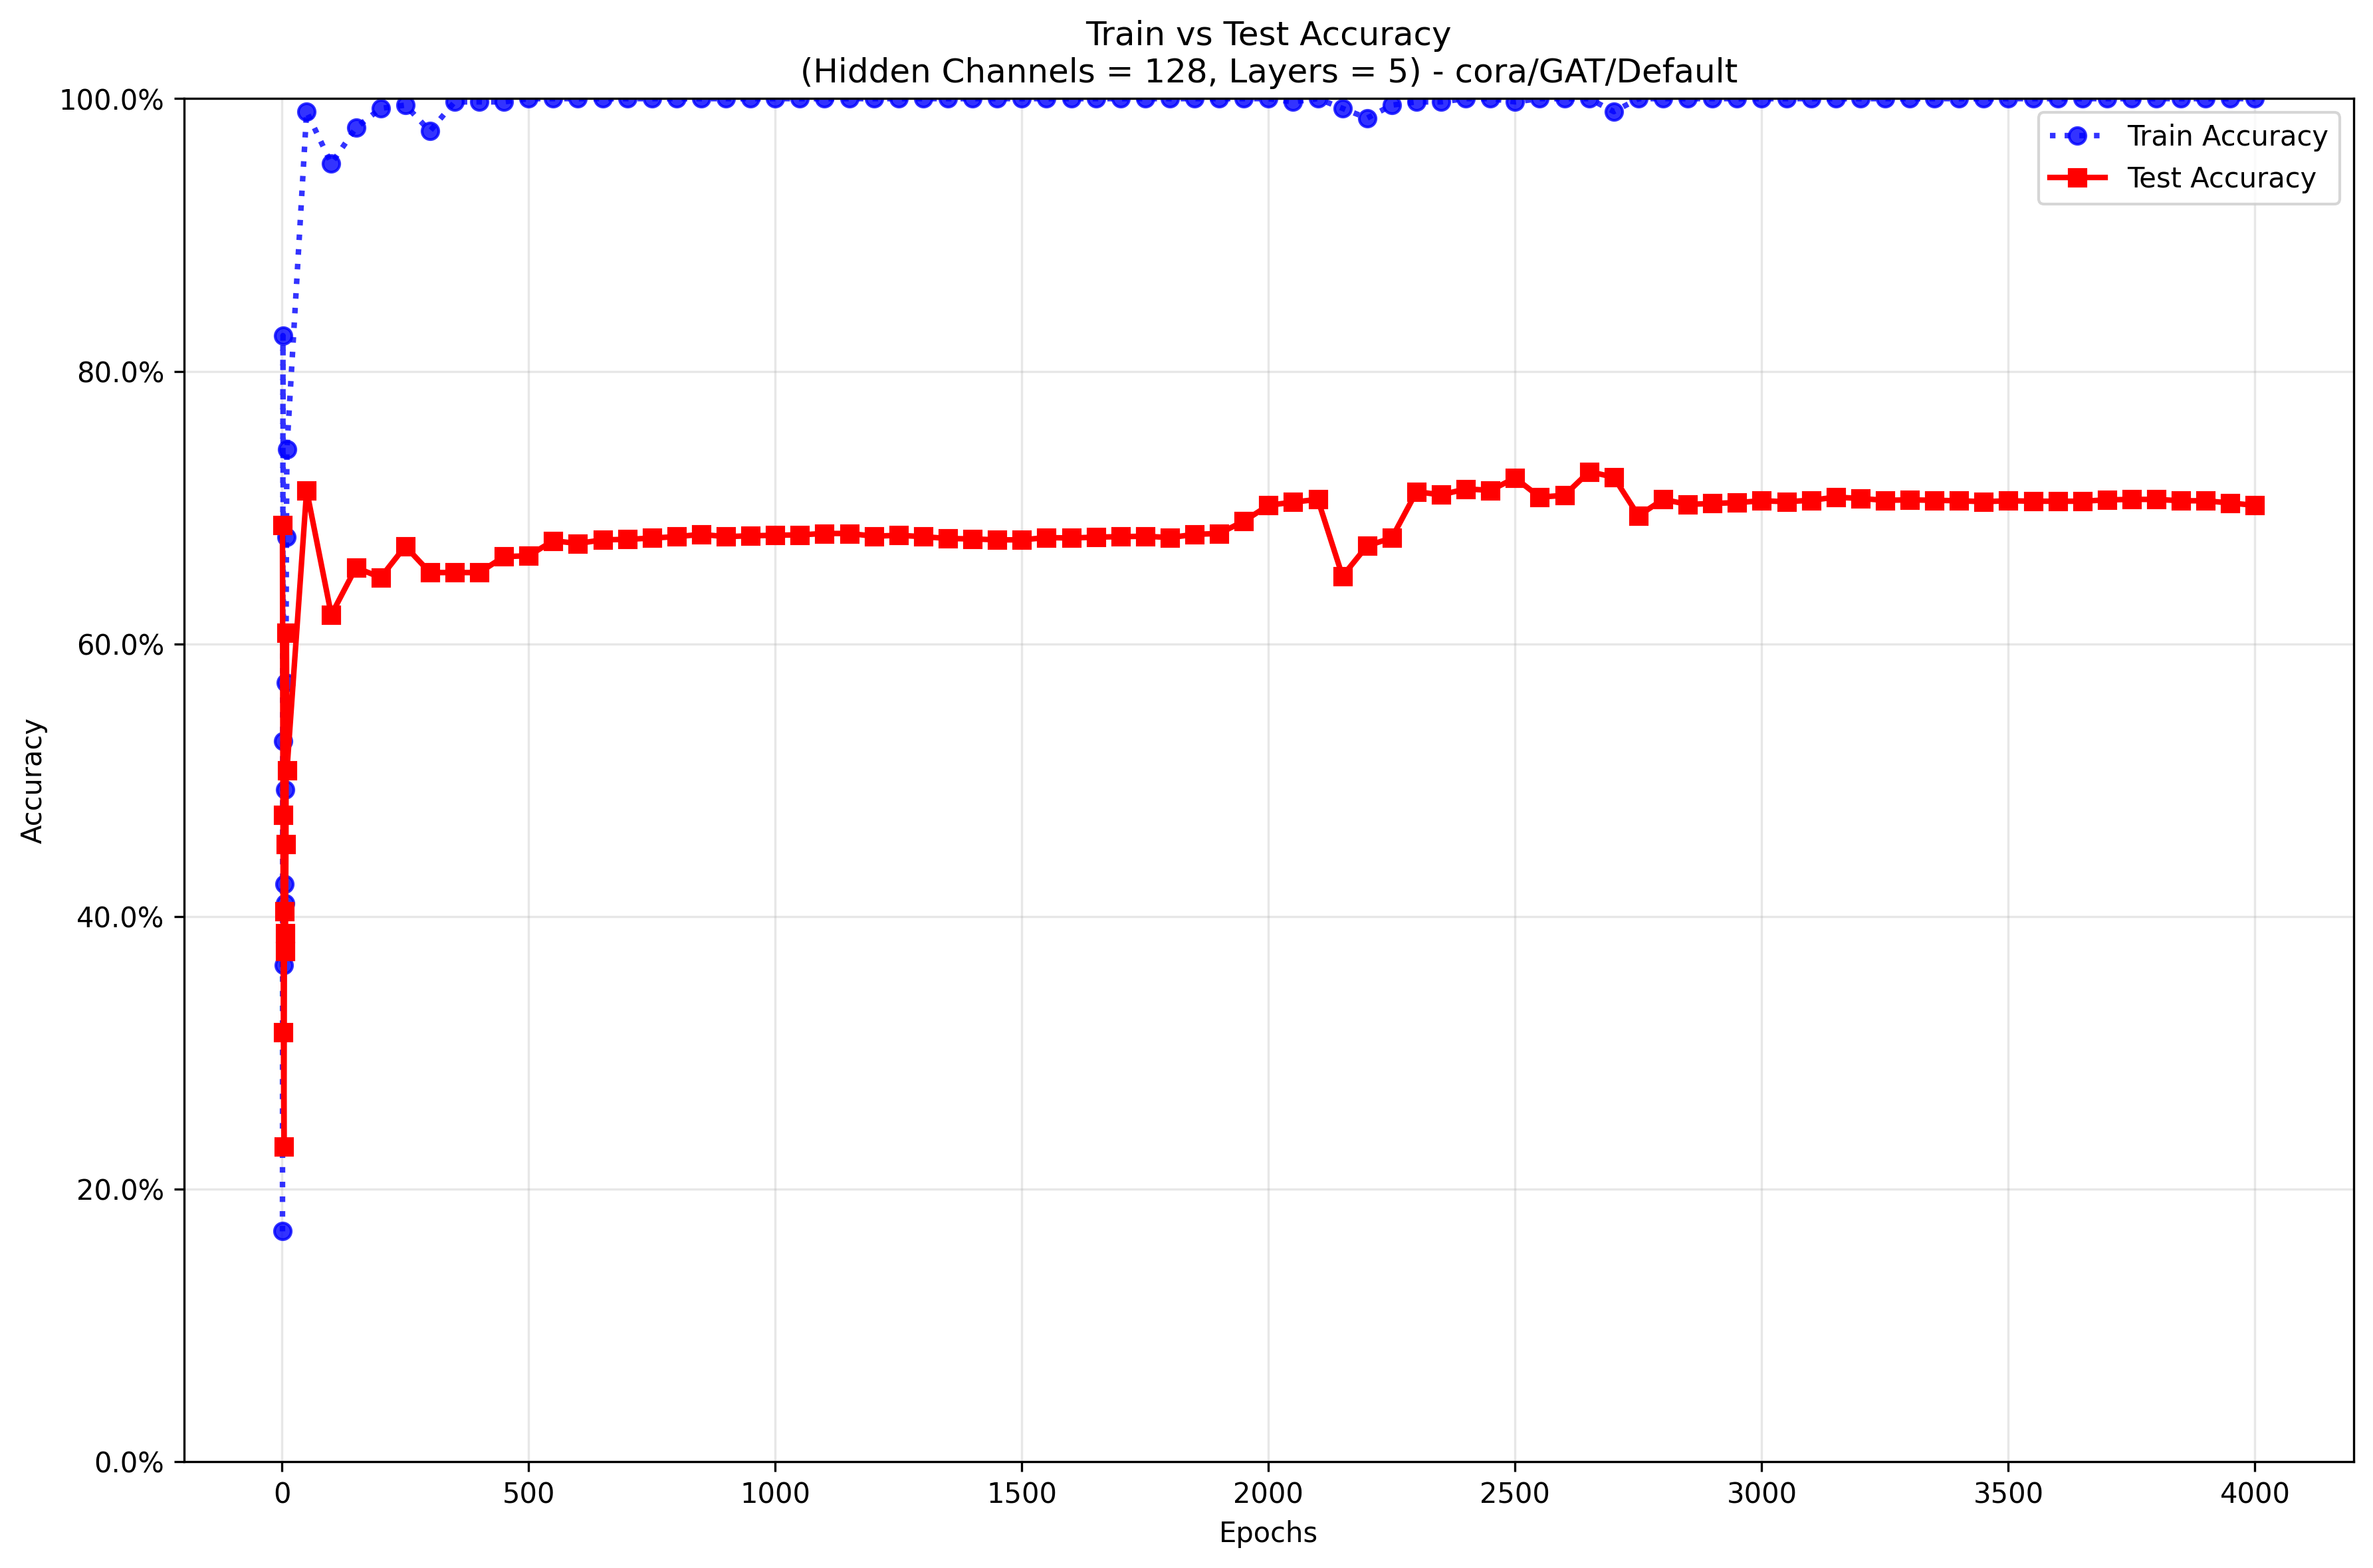 Train vs Test Accuracy
(Hidden Channels = 128, Layers = 5) - cora/GAT/Default
100.0%
80.0%
60.0%
40.0%
20.0%
0.0%
Accuracy
Train Accuracy
Test Accuracy
0
500
1000
1500
2000
2500
3000
3500
4000
Epochs